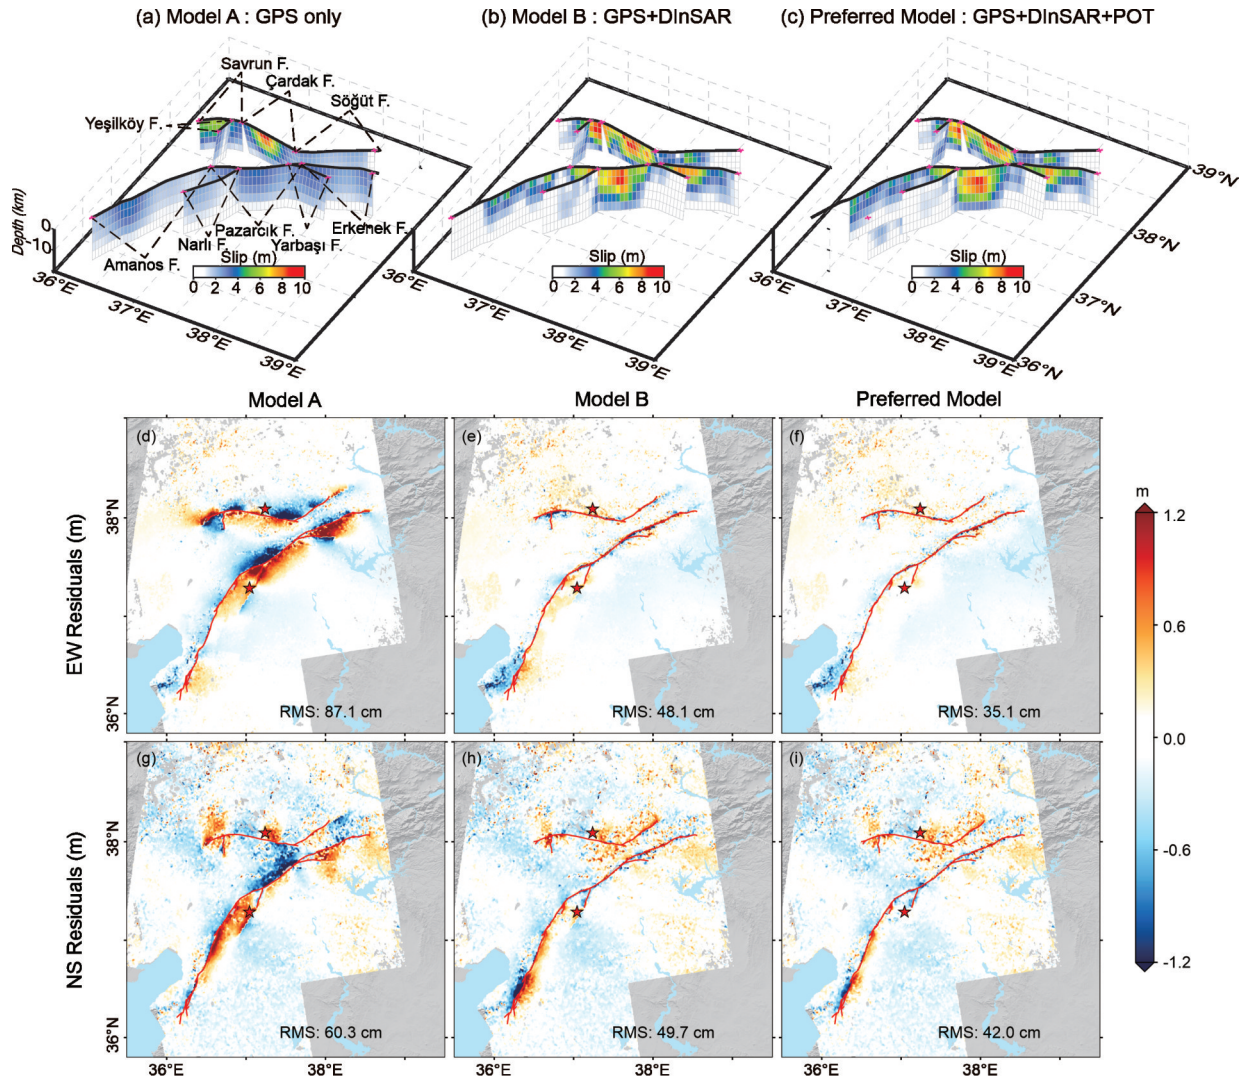 (a) Model A : GPS only
(b) Model B : GPS+DInSAR
(c) Preferred Model : GPS+DInSAR+POT
Savrun F.
Çardak F.
Söğüt F.
Yeşilköy F.
Depth (km)
0
-10
Pazarcık F.
Erkenek F.
Narlı F.
Yarbaşı F.
Amanos F.
Slip (m)
0 2 4 6 8 10
36°E
37°E
38°E
39°E
Slip (m)
0 2 4 6 8 10
36°E
37°E
38°E
39°E
Slip (m)
0 2 4 6 8 10
36°E
37°E
38°E
39°E
36°N
37°N
38°N
39°N
Model A
Model B
Preferred Model
EW Residuals (m)
38°N
36°N
(d)
RMS: 87.1 cm
(e)
RMS: 48.1 cm
(f)
RMS: 35.1 cm
NS Residuals (m)
38°N
36°N
(g)
RMS: 60.3 cm
(h)
RMS: 49.7 cm
(i)
RMS: 42.0 cm
36°E
38°E
36°E
38°E
36°E
38°E
m
1.2
0.6
0.0
-0.6
-1.2